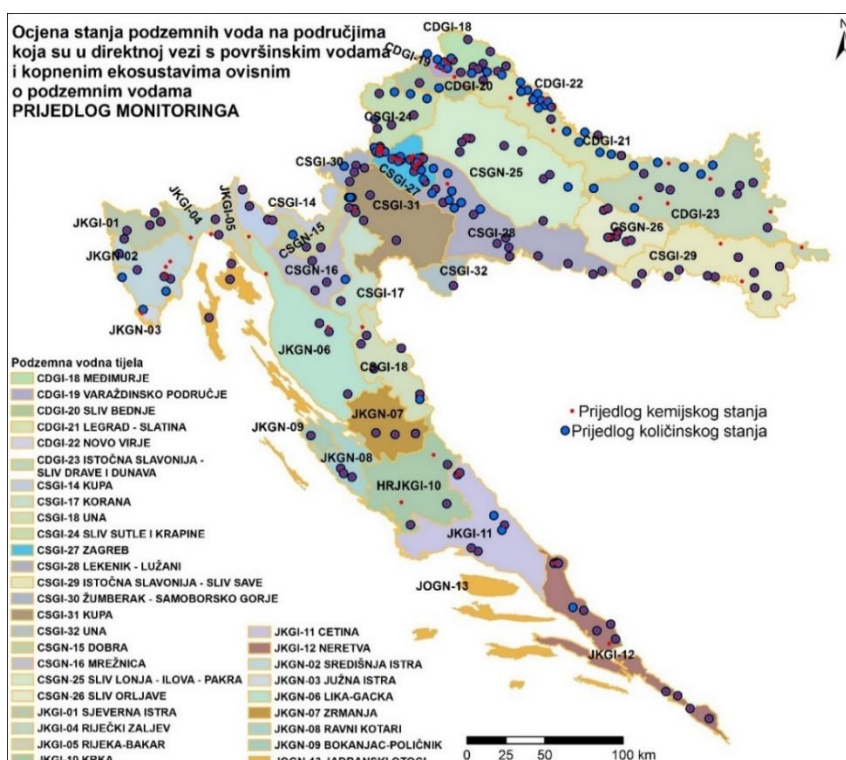 Ocjena stanja podzemnih voda na područjima
koja su u direktnoj vezi s površinskim vodama
i kopnenim ekosustavima ovisnim
o podzemnim vodama
PRIJEDLOG MONITORINGA
N
CDGI-18
CDGI-19
CDGI-20
CDGI-22
CSGI-24
CDGI-21
CSGI-30
CSGI-27
CSGN-25
JKGI-05
CSGI-14
CSGI-31
JKGI-04
JKGI-01
CDGI-23
CSGN-15
CSGN-26
CSGI-28
JKGN-02
CSGN-16
CSGI-32
CSGI-29
CSGI-17
JKGN-03
JKGN-06
CSGI-18
JKGN-07
JKGN-09
JKGN-08
HRJKGI-10
JKGI-11
JOGN-13
JKGI-12
Prijedlog kemijskog stanja
Prijedlog količinskog stanja
Podzemna vodna tijela
CDGI-18 MEĐIMURJE
CDGI-19 VARAŽDINSKO PODRUČJE
CDGI-20 SLIV BEDNJE
CDGI-21 LEGRAD - SLATINA
CDGI-22 NOVO VIRJE
CDGI-23 ISTOČNA SLAVONIJA -
SLIV DRAVE I DUNAVA
CSGI-14 KUPA
CSGI-17 KORANA
CSGI-18 UNA
CSGI-24 SLIV SUTLE I KRAPINE
CSGI-27 ZAGREB
CSGI-28 LEKENIK - LUŽANI
CSGI-29 ISTOČNA SLAVONIJA - SLIV SAVE
CSGI-30 ŽUMBERAK - SAMOBORSKO GORJE
CSGI-31 KUPA
CSGI-32 UNA
CSGN-15 DOBRA
CSGN-16 MREŽNICA
CSGN-25 SLIV LONJA - ILOVA - PAKRA
CSGN-26 SLIV ORLJAVE
JKGI-01 SJEVERNA ISTRA
JKGI-04 RIJEČKI ZALJEV
JKGI-05 RIJEKA-BAKAR
JKGI-10 KRKA
JKGI-11 CETINA
JKGI-12 NERETVA
JKGN-02 SREDIŠNJA ISTRA
JKGN-03 JUŽNA ISTRA
JKGN-06 LIKA-GACKA
JKGN-07 ZRMANJA
JKGN-08 RAVNI KOTARI
JKGN-09 BOKANJAC-POLIČNIK
JOGN-13 JADRANSKI OTOCI
0 25 50 100 km